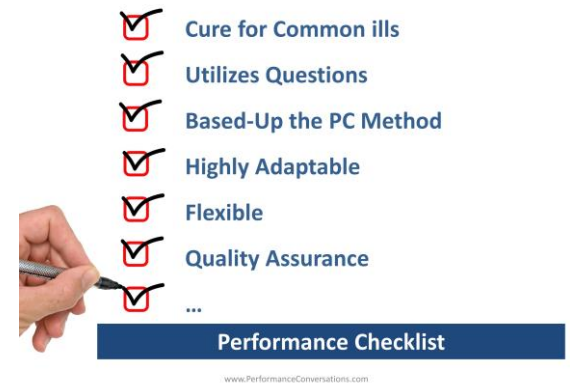 Cure for Common ills
Utilizes Questions
Based-Up the PC Method
Highly Adaptable
Flexible
Quality Assurance
...
Performance Checklist
www.PerformanceConversations.com